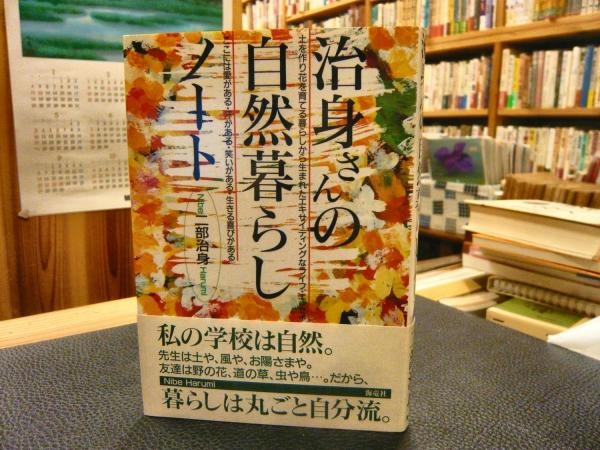 治身さんの
自然暮らし
ノート
土を作り花を育てる暮らしから生まれたエキサイティングなライフ・
ここには愛がある・汗がある・笑いがある・生きる喜びがある
Nibe 二部治身 Harumi
私の学校は自然。
先生は土や、風や、お陽さまや。
友達は野の花、道の草、虫や鳥…。だから、
Nibe Harumi
海竜社
暮らしは丸ごと自分流。